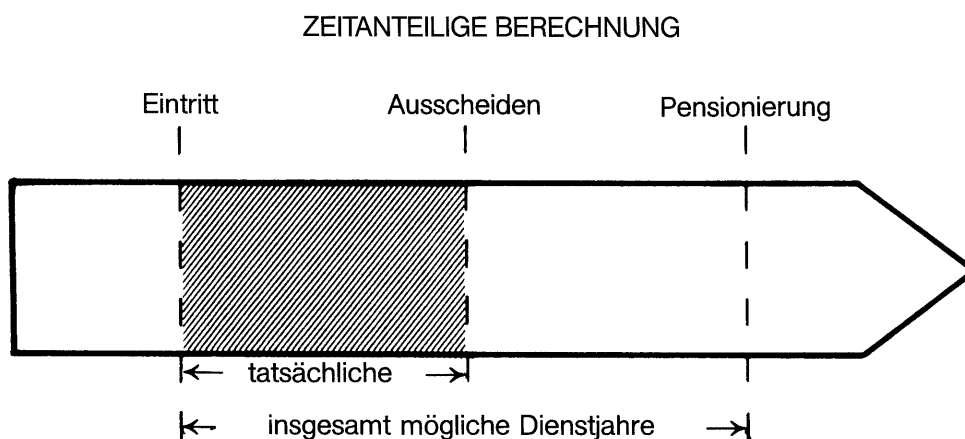 ZEITANTEILIGE BERECHNUNG
Eintritt Ausscheiden Pensionierung
tatsächliche
insgesamt mögliche Dienstjahre